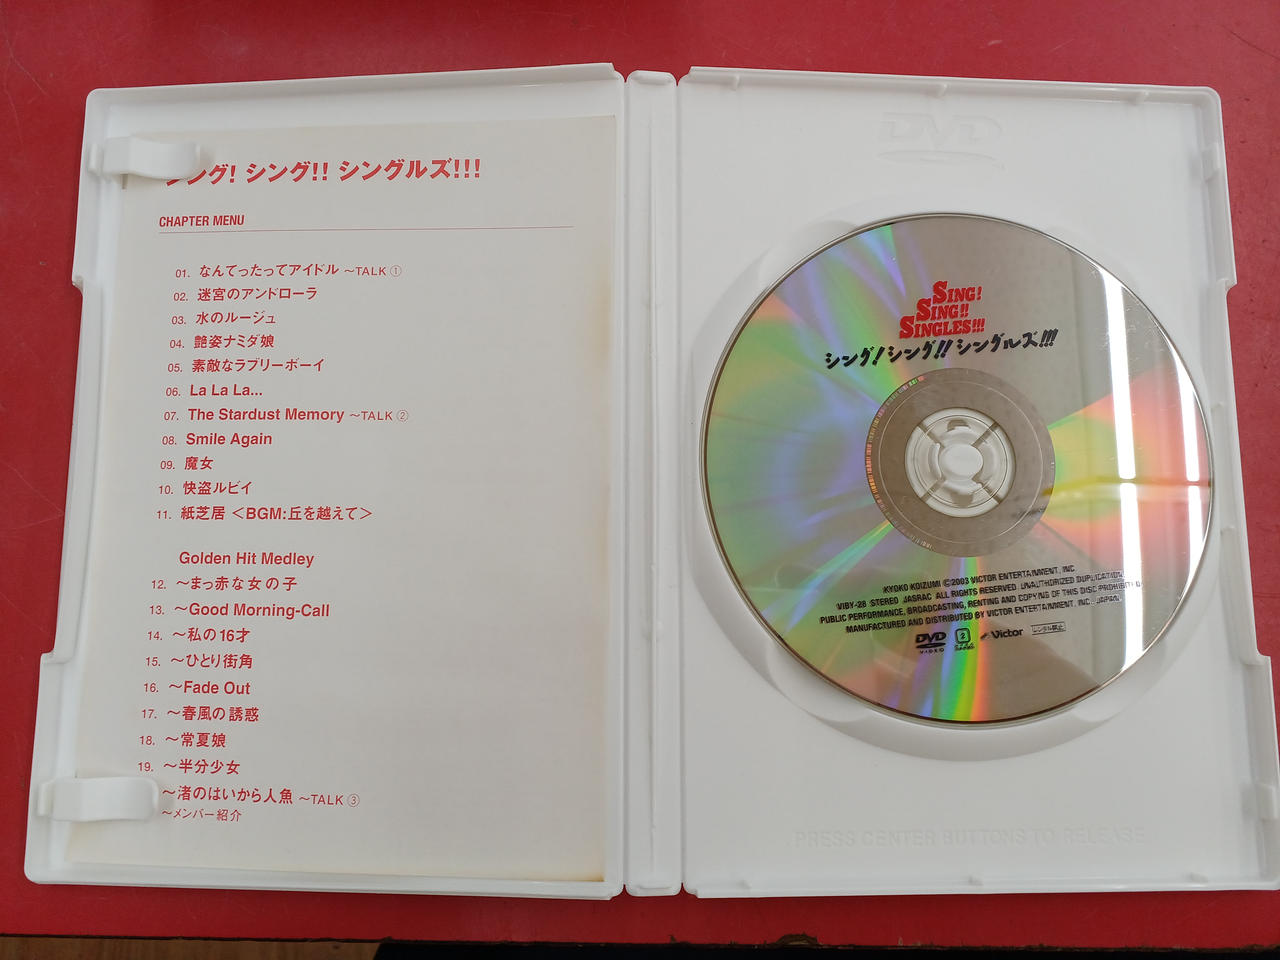 シング! シング!! シングルズ!!!
CHAPTER MENU
01. なんてったってアイドル ～TALK ①
02. 迷宮のアンドローラ
03. 水のルージュ
04. 艶姿ナミダ娘
05. 素敵なラブリーボーイ
06. La La La...
07. The Stardust Memory ～TALK ②
08. Smile Again
09. 魔女
10. 快盗ルビイ
11. 紙芝居 ＜BGM:丘を越えて＞
Golden Hit Medley
12. ～まっ赤な女の子
13. ～Good Morning-Call
14. ～私の16才
15. ～ひとり街角
16. ～Fade Out
17. ～春風の誘惑
18. ～常夏娘
19. ～半分少女
～渚のはいから人魚 ～TALK ③
～メンバー紹介
DVD
SING!
SING!!
SINGLES!!!
シング! シング!! シングルズ!!!
KYOKO KOIZUMI ©2003 VICTOR ENTERTAINMENT, INC.
VIBY-28 STEREO JASRAC ALL RIGHTS RESERVED. UNAUTHORIZED DUPLICATION,
PUBLIC PERFORMANCE, BROADCASTING, RENTING AND COPYING OF THIS DISC PROHIBITED.
MANUFACTURED AND DISTRIBUTED BY VICTOR ENTERTAINMENT, INC., JAPAN.
DVD VIDEO 2 Victor レンタル禁止
PRESS CENTER BUTTONS TO RELEASE